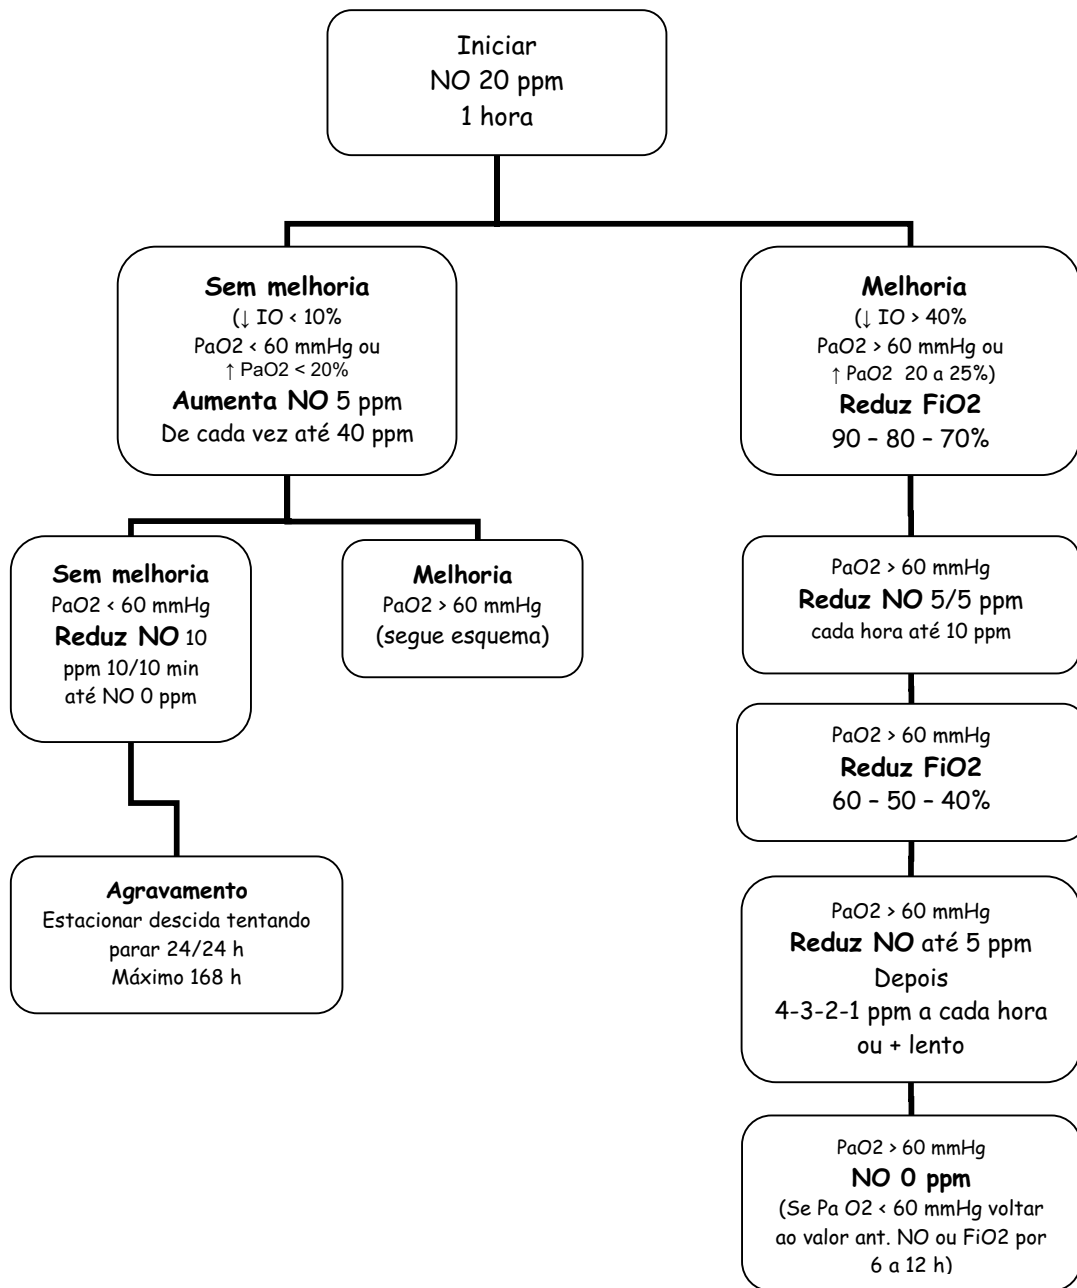 Iniciar
NO 20 ppm
1 hora
Sem melhoria
(↓ IO < 10%
PaO2 < 60 mmHg ou
↑ PaO2 < 20%
Aumenta NO 5 ppm
De cada vez até 40 ppm
Melhoria
(↓ IO > 40%
PaO2 > 60 mmHg ou
↑ PaO2 20 a 25%)
Reduz FiO2
90 – 80 – 70%
Sem melhoria
PaO2 < 60 mmHg
Reduz NO 10
ppm 10/10 min
até NO 0 ppm
Melhoria
PaO2 > 60 mmHg
(segue esquema)
PaO2 > 60 mmHg
Reduz NO 5/5 ppm
cada hora até 10 ppm
PaO2 > 60 mmHg
Reduz FiO2
60 – 50 – 40%
Agravamento
Estacionar descida tentando
parar 24/24 h
Máximo 168 h
PaO2 > 60 mmHg
Reduz NO até 5 ppm
Depois
4-3-2-1 ppm a cada hora
ou + lento
PaO2 > 60 mmHg
NO 0 ppm
(Se Pa O2 < 60 mmHg voltar
ao valor ant. NO ou FiO2 por
6 a 12 h)